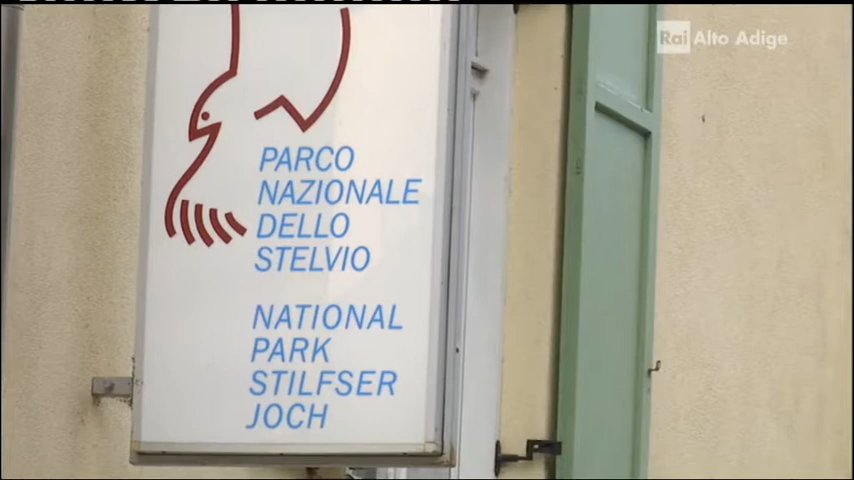 Rai Alto Adige
PARCO
NAZIONALE
DELLO
STELVIO
NATIONAL
PARK
STILFSER
JOCH